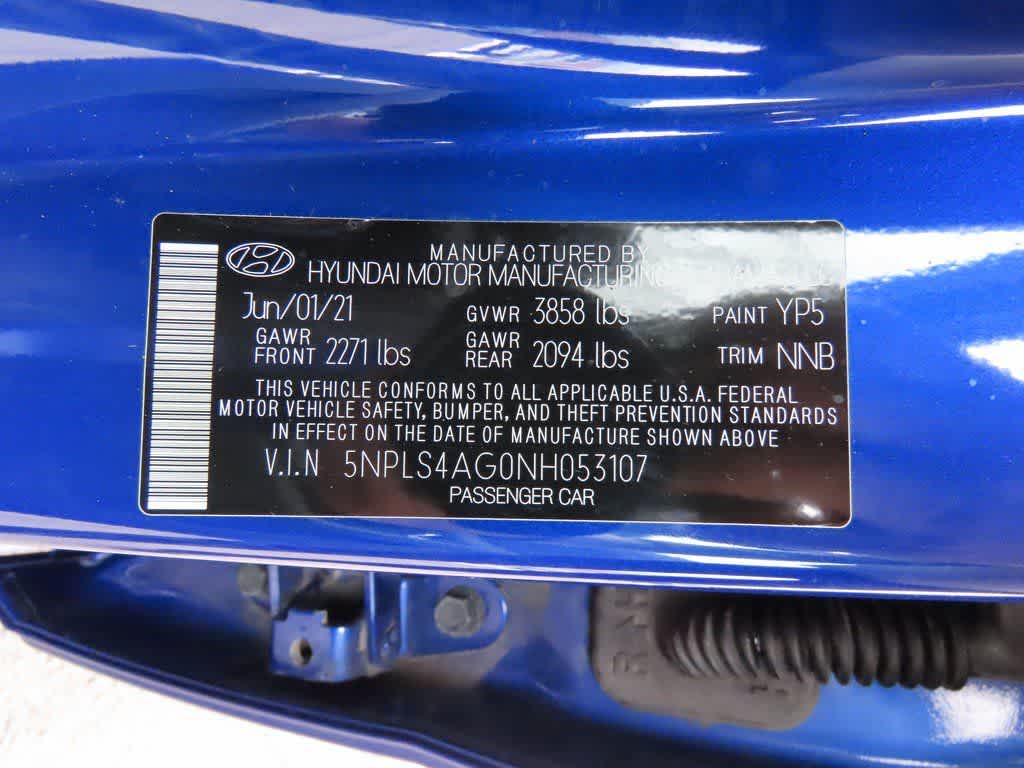 MANUFACTURED BY
HYUNDAI MOTOR MANUFACTURING
Jun/01/21 GVWR 3858 lbs PAINT YP5
GAWR FRONT 2271 lbs GAWR REAR 2094 lbs TRIM NNB
THIS VEHICLE CONFORMS TO ALL APPLICABLE U.S.A. FEDERAL
MOTOR VEHICLE SAFETY, BUMPER, AND THEFT PREVENTION STANDARDS
IN EFFECT ON THE DATE OF MANUFACTURE SHOWN ABOVE
V.I.N 5NPLS4AG0NH053107
PASSENGER CAR